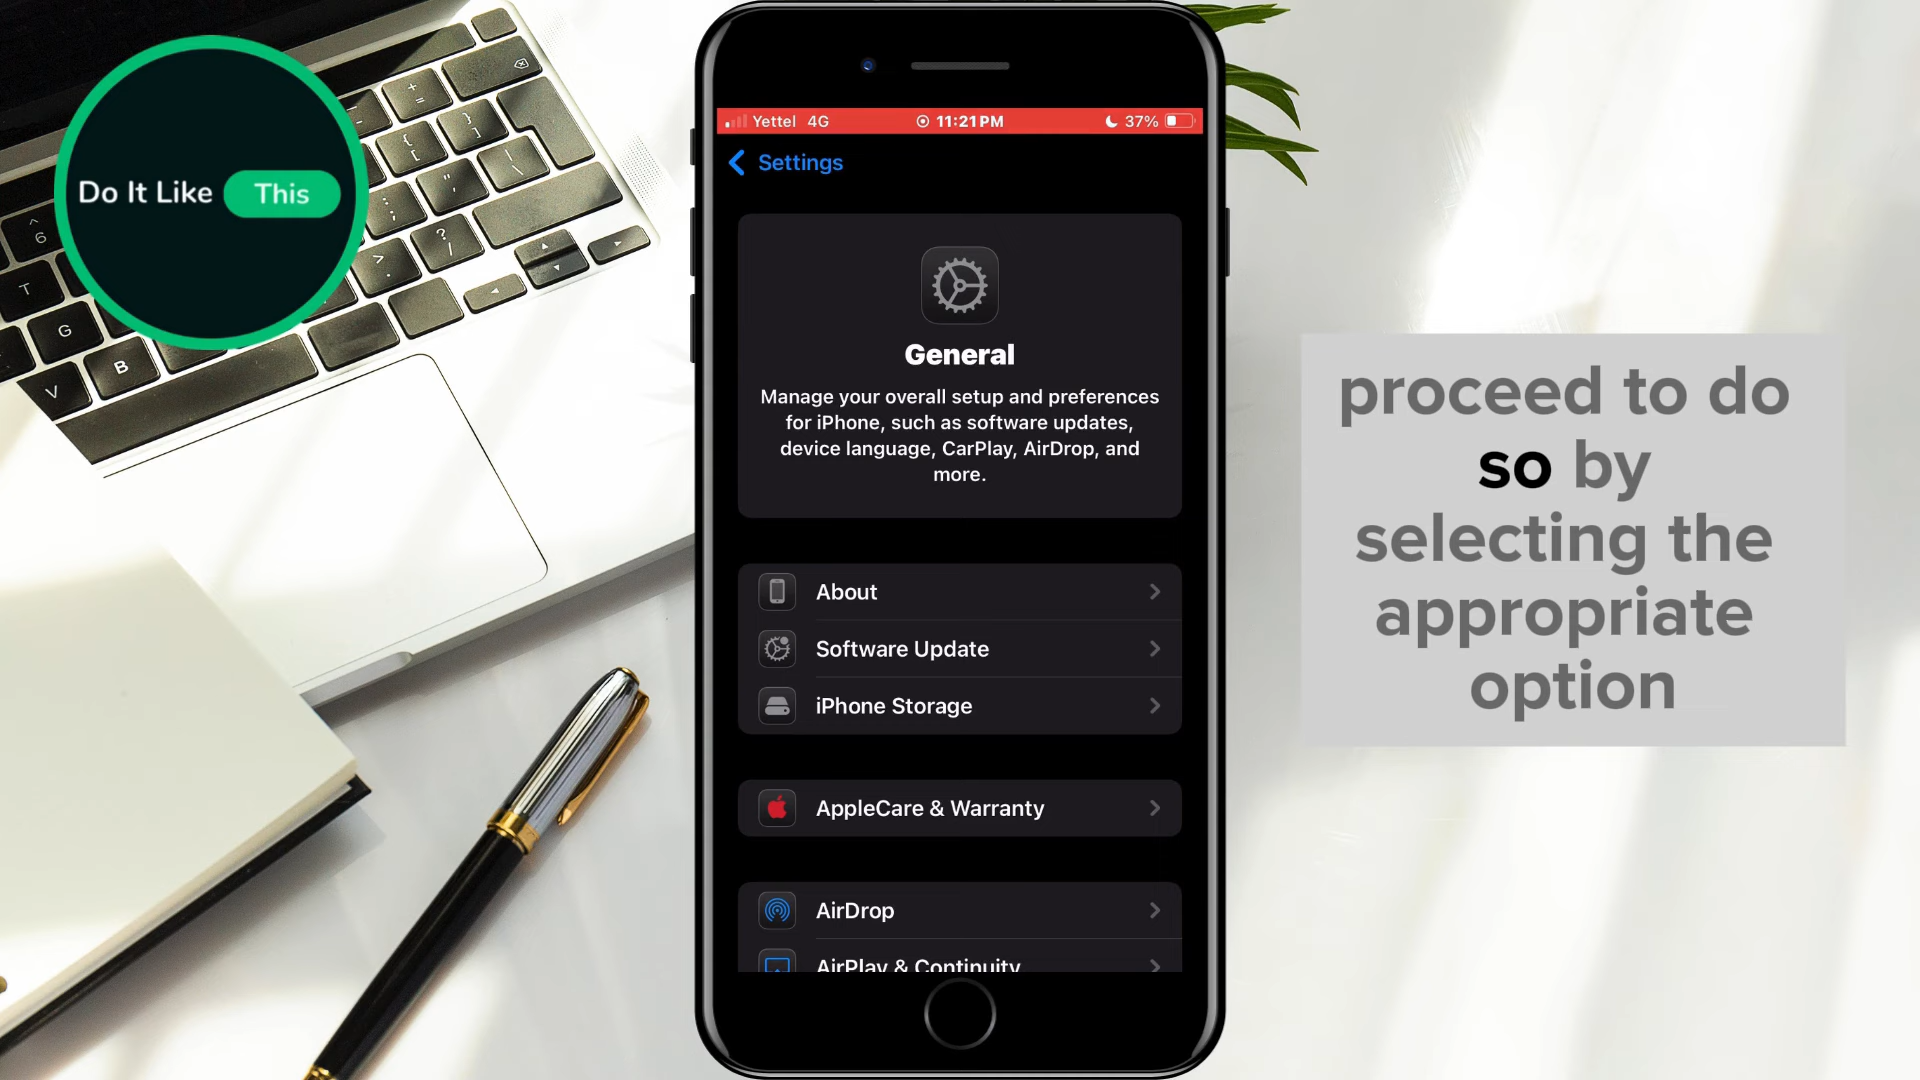 Do It Like This
Yettel 4G 11:21 PM 37%
Settings
General
Manage your overall setup and preferences
for iPhone, such as software updates,
device language, CarPlay, AirDrop, and
more.
About
Software Update
iPhone Storage
AppleCare & Warranty
AirDrop
AirPlay & Continuity
proceed to do
so by
selecting the
appropriate
option
6
T
G
V
B